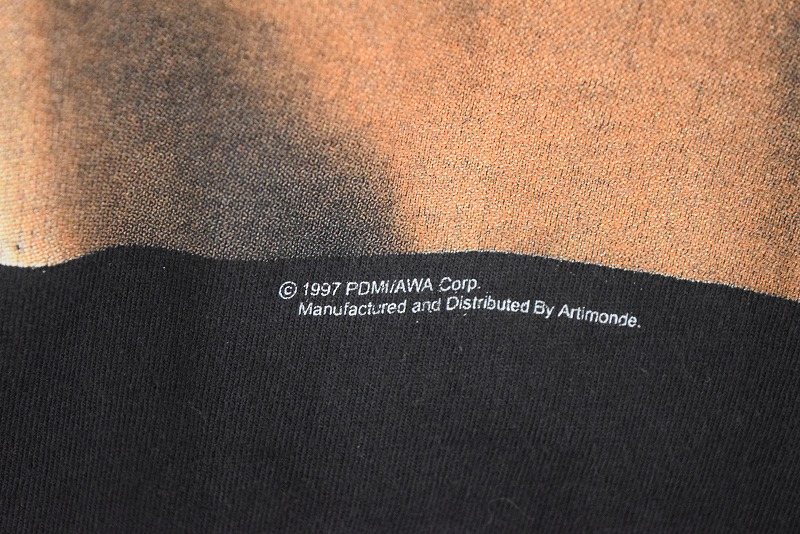 © 1997 PDMI/AWA Corp.
Manufactured and Distributed By Artimonde.